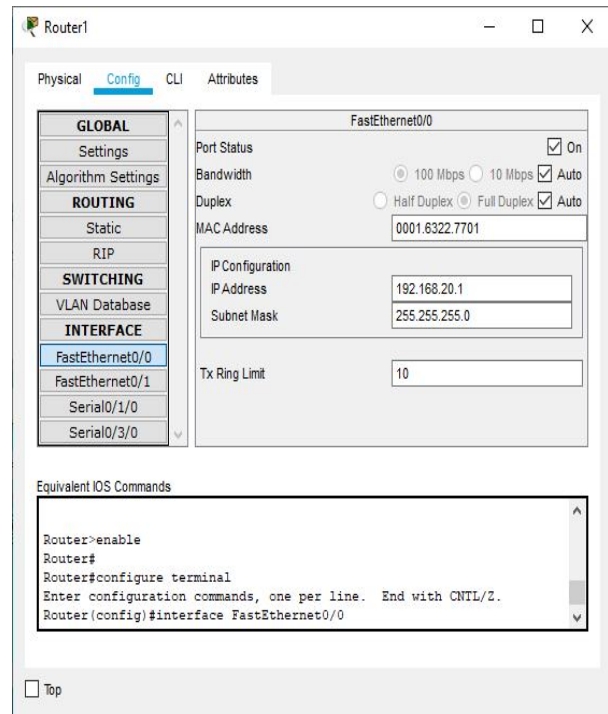 Router1
Physical Config CLI Attributes
GLOBAL
Settings
Algorithm Settings
ROUTING
Static
RIP
SWITCHING
VLAN Database
INTERFACE
FastEthernet0/0
FastEthernet0/1
Serial0/1/0
Serial0/3/0
FastEthernet0/0
Port Status On
Bandwidth 100 Mbps 10 Mbps Auto
Duplex Half Duplex Full Duplex Auto
MAC Address 0001.6322.7701
IP Configuration
IP Address 192.168.20.1
Subnet Mask 255.255.255.0
Tx Ring Limit 10
Equivalent IOS Commands
Router>enable
Router#
Router#configure terminal
Enter configuration commands, one per line. End with CNTL/Z.
Router(config)#interface FastEthernet0/0
Top